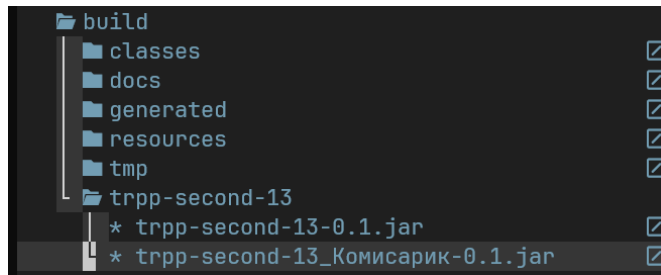 build
classes
docs
generated
resources
tmp
trpp-second-13
* trpp-second-13-0.1.jar
* trpp-second-13_Комисарик-0.1.jar